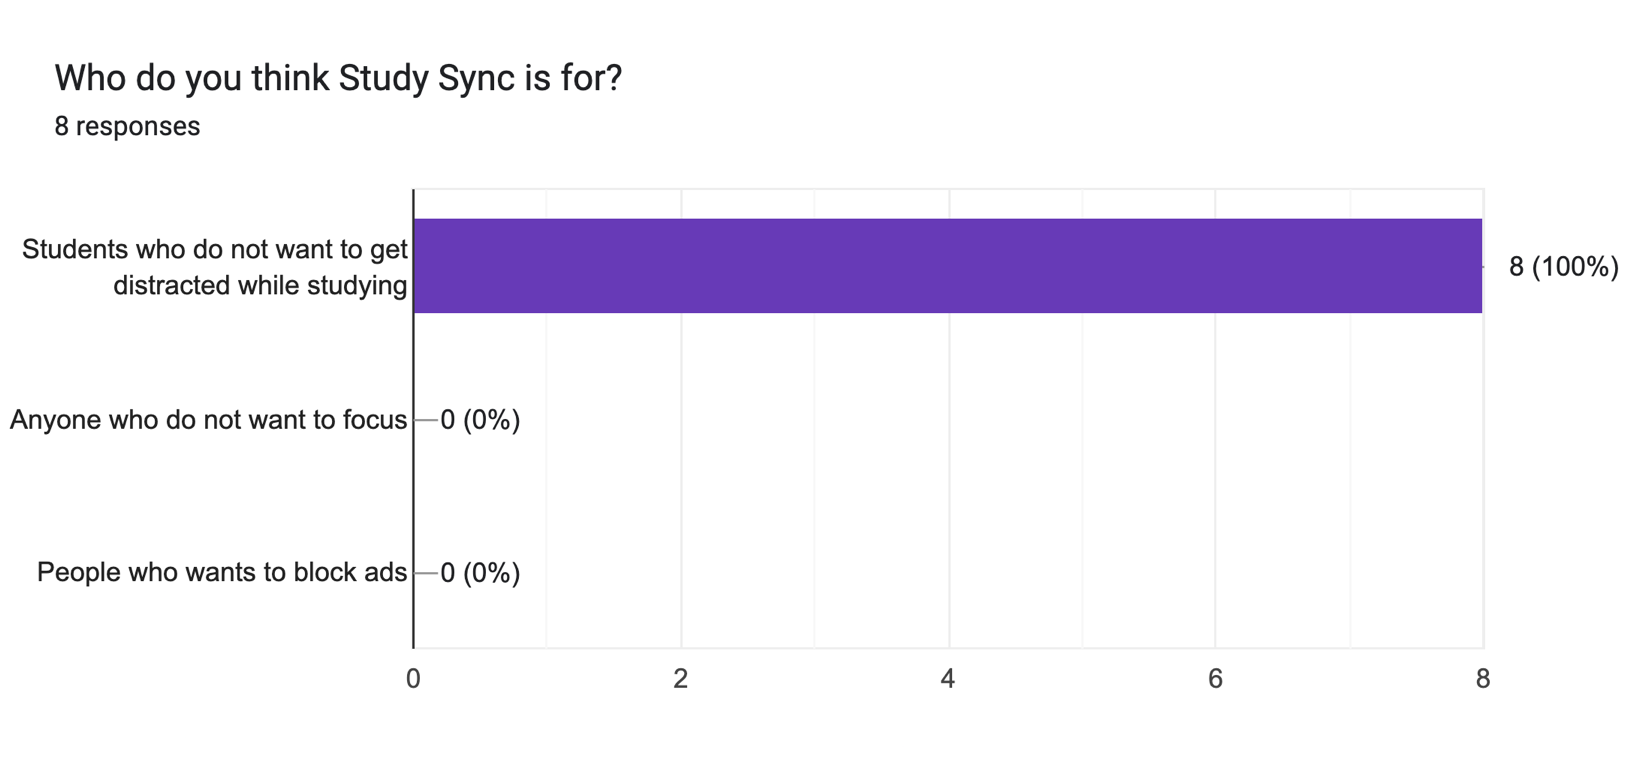 Who do you think Study Sync is for?
8 responses
Students who do not want to get
distracted while studying
8 (100%)
Anyone who do not want to focus
0 (0%)
People who wants to block ads
0 (0%)
0 2 4 6 8